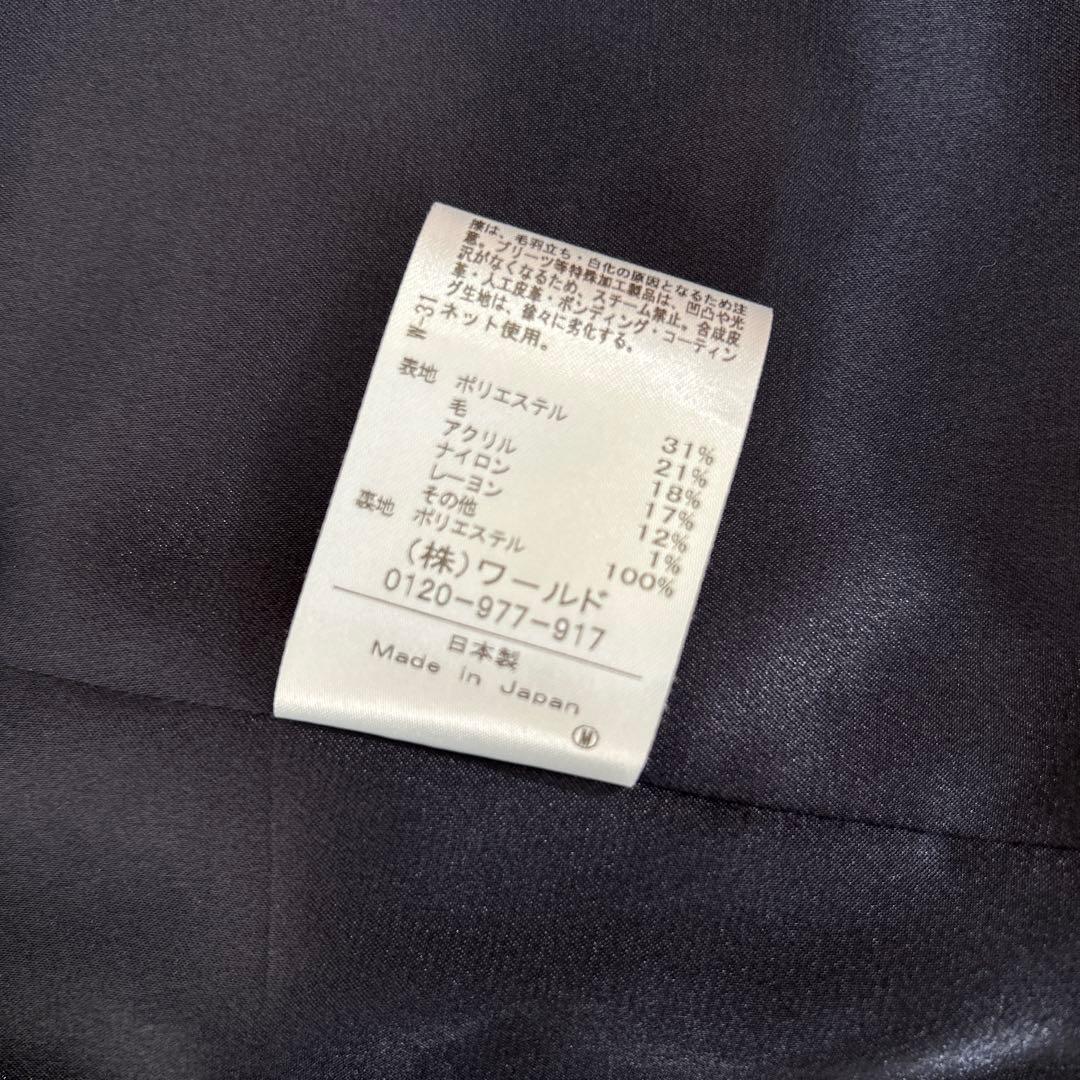 擦は、毛羽立ち・白化の原因となるため注
意。プリーツ等特殊加工製品は、凹凸や光
沢がなくなるため、スチーム禁止。合成皮
革・人工皮革・ボンディング・コーティン
グ生地は、徐々に劣化する。
ネット使用。
W-31
表地 ポリエステル 31%
毛 21%
アクリル 18%
ナイロン 17%
レーヨン 12%
その他 1%
裏地 ポリエステル 100%
(株)ワールド
0120-977-917
日本製
Made in Japan
M